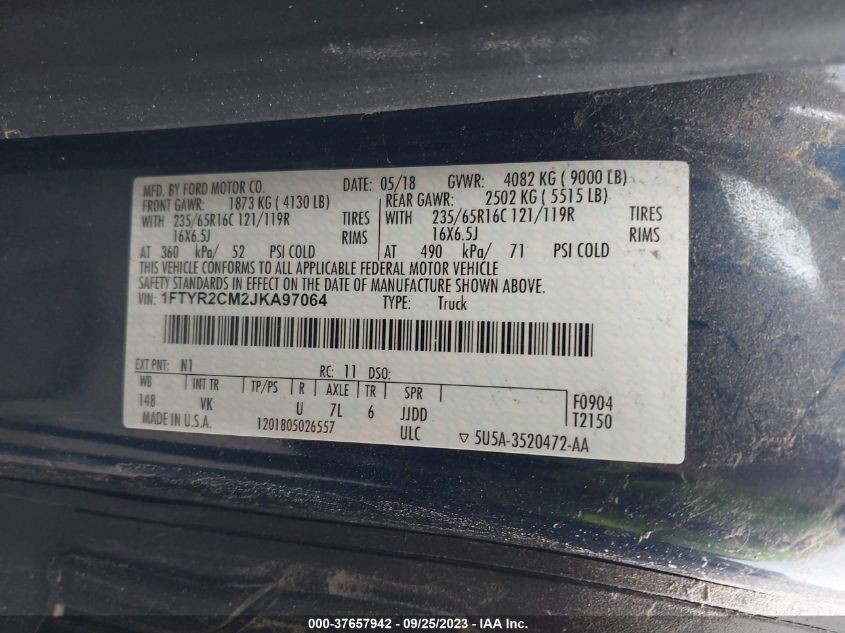 MFD. BY FORD MOTOR CO. DATE: 05/18 GVWR: 4082 KG ( 9000 LB)
FRONT GAWR: 1873 KG ( 4130 LB) REAR GAWR: 2502 KG ( 5515 LB)
WITH 235/65R16C 121/119R TIRES WITH 235/65R16C 121/119R TIRES
16X6.5J RIMS 16X6.5J RIMS
AT 360 kPa/ 52 PSI COLD AT 490 kPa/ 71 PSI COLD
THIS VEHICLE CONFORMS TO ALL APPLICABLE FEDERAL MOTOR VEHICLE
SAFETY STANDARDS IN EFFECT ON THE DATE OF MANUFACTURE SHOWN ABOVE.
VIN: 1FTYR2CM2JKA97064 TYPE: Truck
EXT PNT: N1 RC: 11 DSO:
WB INT TR TP/PS R AXLE TR SPR F0904
148 VK U 7L 6 JJDD T2150
MADE IN U.S.A. 1201805026557 ULC ▽ 5U5A-3520472-AA
000-37657942 - 09/25/2023 - IAA Inc.